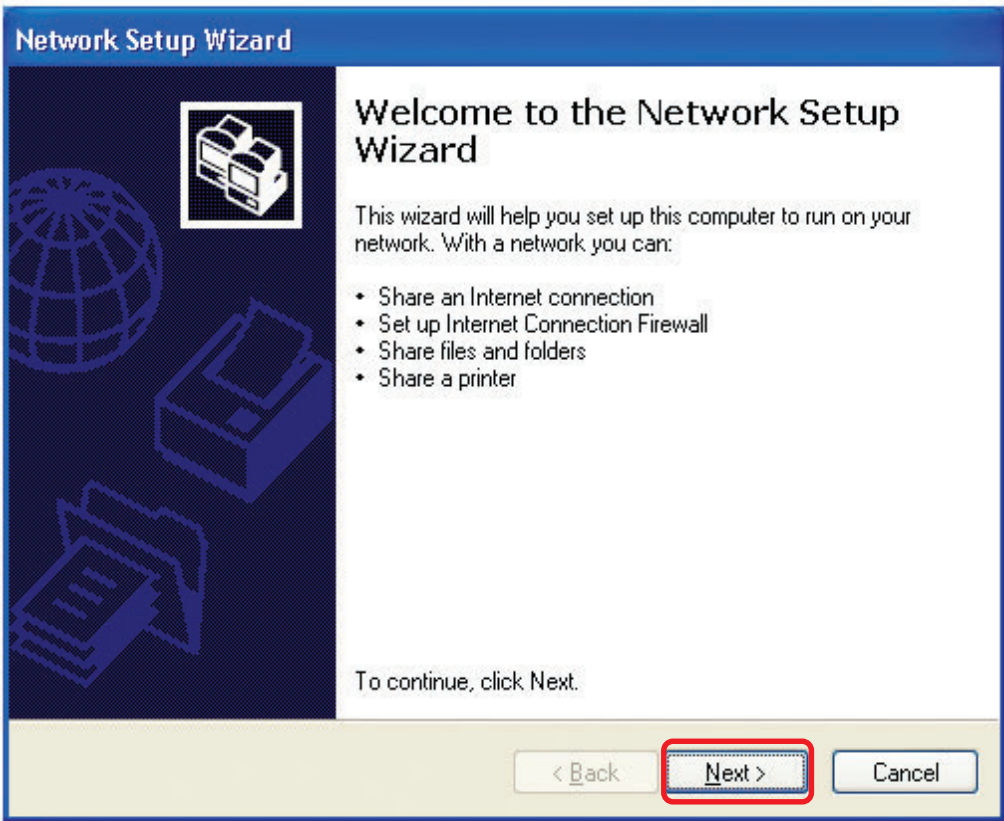 Network Setup Wizard
Welcome to the Network Setup
Wizard
This wizard will help you set up this computer to run on your
network. With a network you can:
• Share an Internet connection
• Set up Internet Connection Firewall
• Share files and folders
• Share a printer
To continue, click Next.
< Back
Next >
Cancel